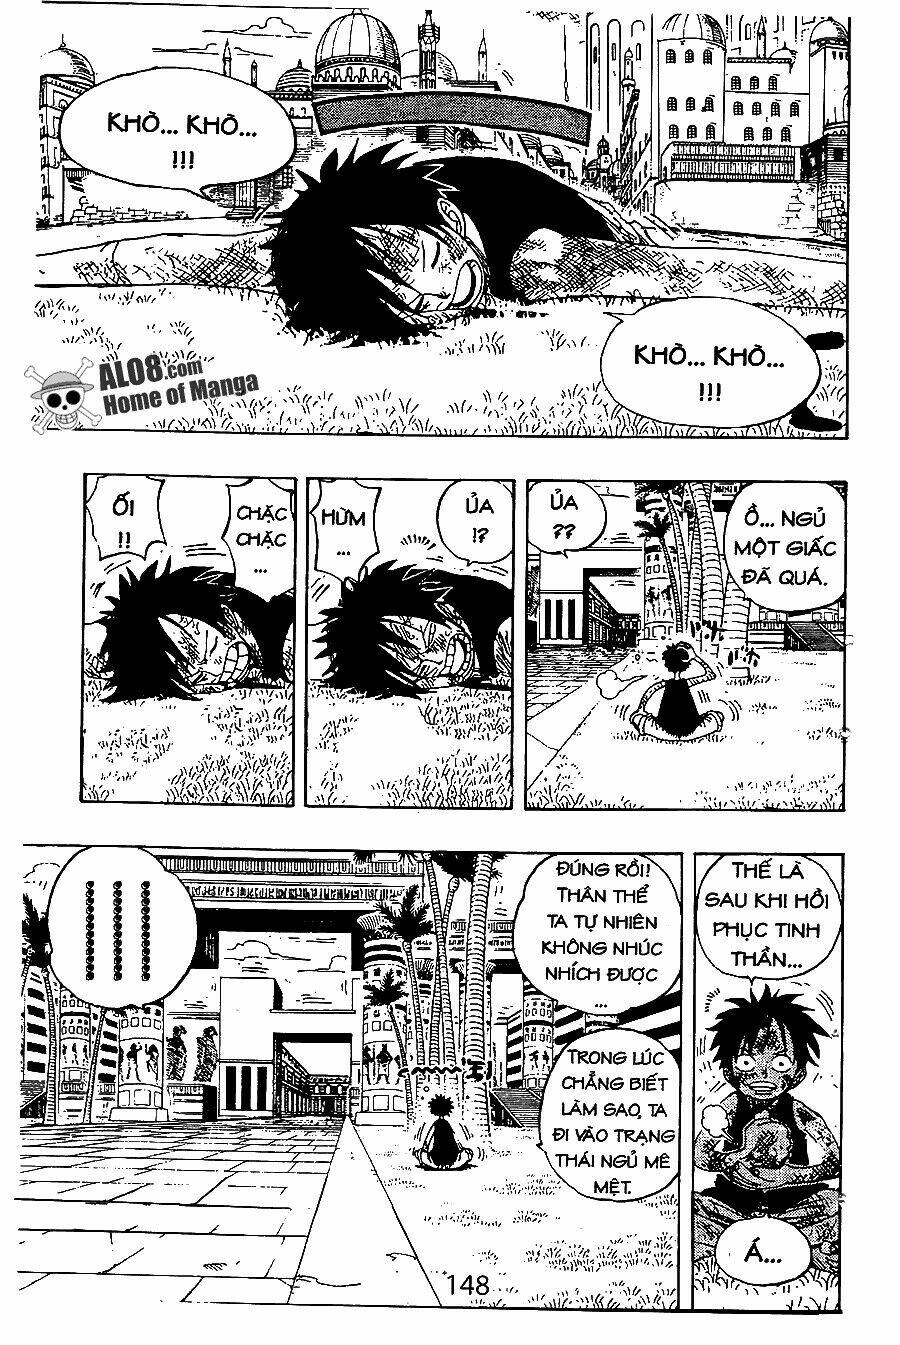 KHÒ... KHÒ...
!!!
KHÒ... KHÒ...
!!!
ALO8.com
Home of Manga
ỐI
!!
CHẶC
CHẶC
...
HỪM
...
ỦA
!?
ỦA
??
Ồ... NGỦ
MỘT GIẤC
ĐÃ QUÁ.
ĐÚNG RỒI!
THÂN THỂ
TA TỰ NHIÊN
KHÔNG NHÚC
NHÍCH ĐƯỢC
...
TRONG LÚC
CHẲNG BIẾT
LÀM SAO, TA
ĐI VÀO TRẠNG
THÁI NGỦ MÊ
MỆT.
THẾ LÀ
SAU KHI HỒI
PHỤC TINH
THẦN...
Á...
148